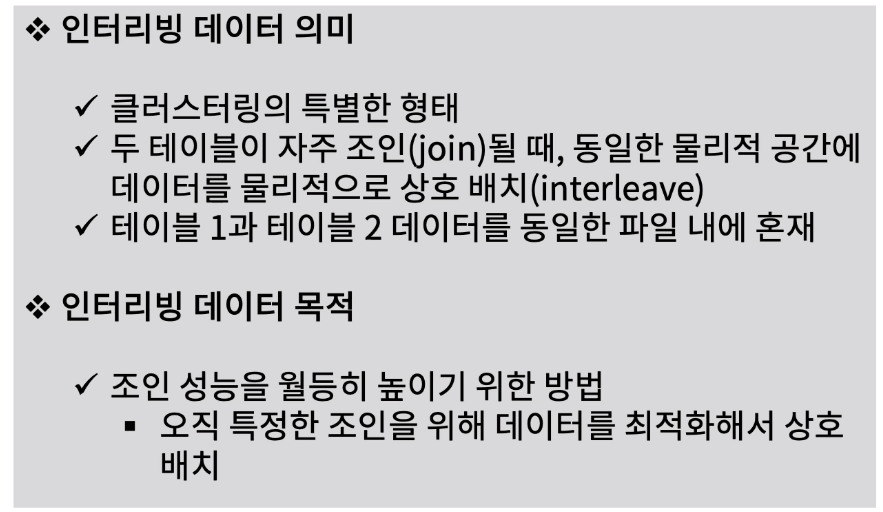 ❖ 인터리빙 데이터 의미
✓ 클러스터링의 특별한 형태
✓ 두 테이블이 자주 조인(join)될 때, 동일한 물리적 공간에
데이터를 물리적으로 상호 배치(interleave)
✓ 테이블 1과 테이블 2 데이터를 동일한 파일 내에 혼재
❖ 인터리빙 데이터 목적
✓ 조인 성능을 월등히 높이기 위한 방법
▪ 오직 특정한 조인을 위해 데이터를 최적화해서 상호
배치